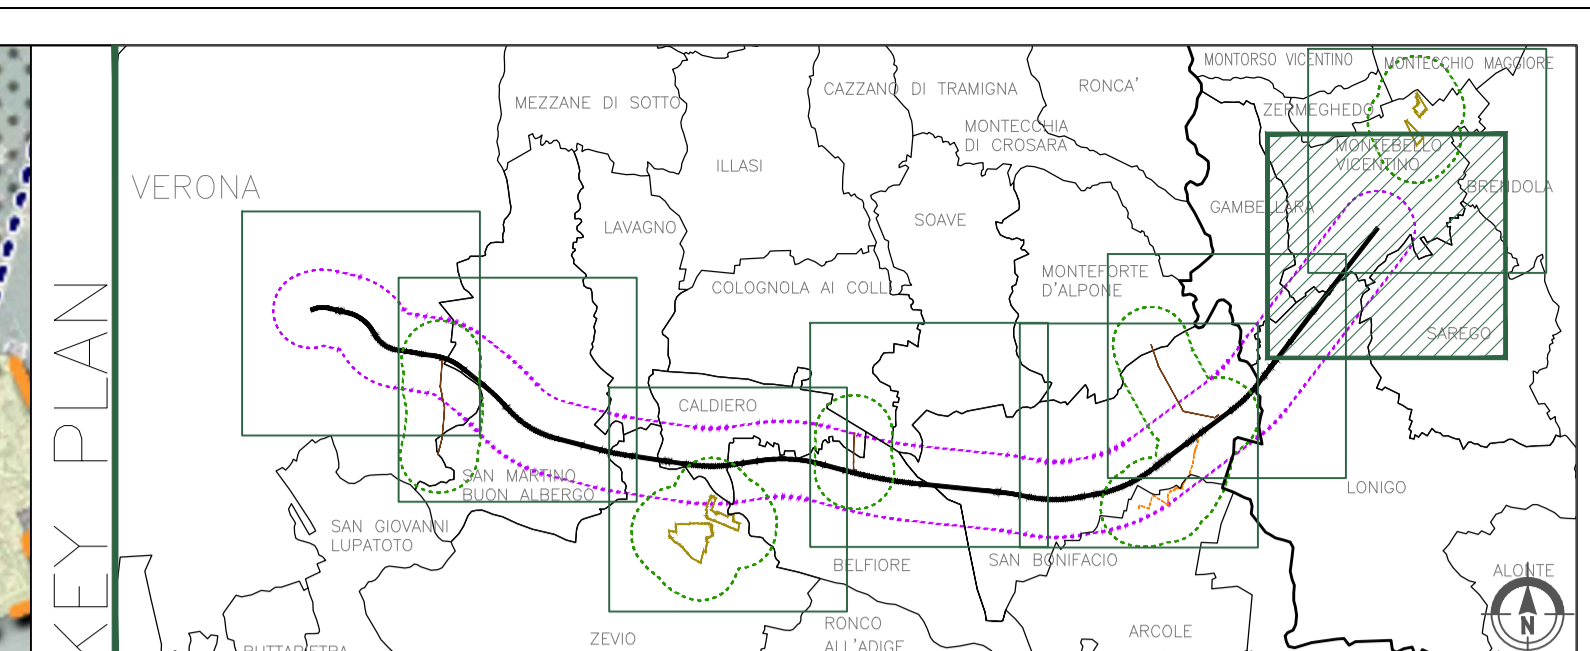 KEY PLAN
MONTORSO VICENTINO
MONTECCHIO MAGGIORE
MEZZANE DI SOTTO
CAZZANO DI TRAMIGNA
RONCA'
ZERMEGHEDO
MONTECCHIA
DI CROSARA
ILLASI
MONTEBELLO
VICENTINO
VERONA
BRENDOLA
GAMBELLARA
LAVAGNO
SOAVE
MONTEFORTE
D'ALPONE
COLOGNOLA AI COLLI
SAREGO
CALDIERO
SAN MARTINO
BUON ALBERGO
LONIGO
SAN GIOVANNI
LUPATOTO
BELFIORE
SAN BONIFACIO
ALONTE
RONCO
ALL'ADIGE
ZEVIO
ARCOLE
N
BUTTAPIETRA